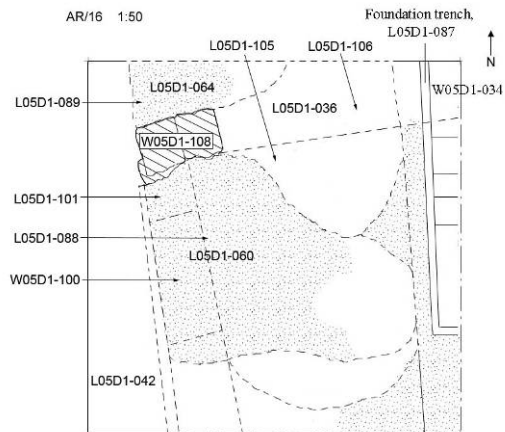 AR/16 1:50
Foundation trench,
L05D1-087
L05D1-105
L05D1-106
N
L05D1-064
W05D1-034
L05D1-089
L05D1-036
W05D1-108
L05D1-101
L05D1-088
L05D1-060
W05D1-100
L05D1-042